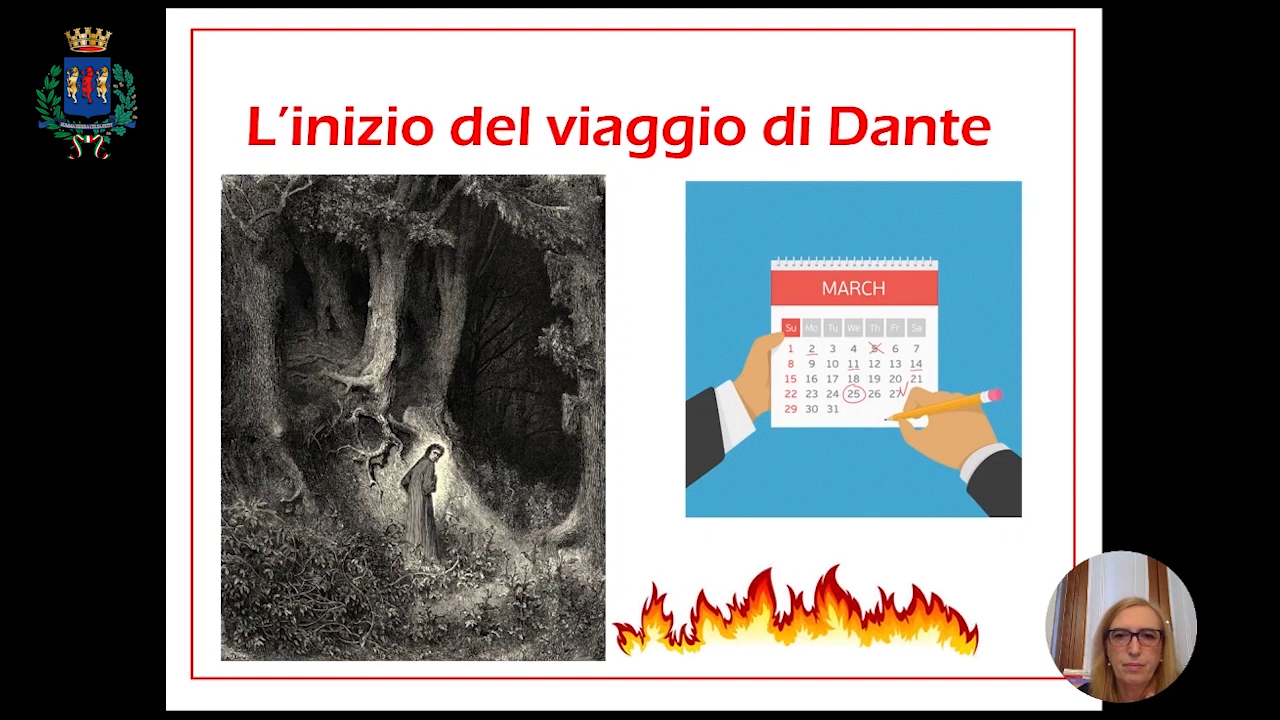 L'inizio del viaggio di Dante
MARCH
Su Mo Tu We Th Fr Sa
1 2 3 4 5 6 7
8 9 10 11 12 13 14
15 16 17 18 19 20 21
22 23 24 25 26 27
29 30 31